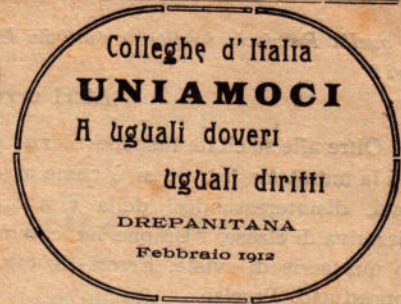 Colleghe d'Italia
UNIAMOCI
A uguali doveri
uguali diritti
DREPANITANA
Febbraio 1912